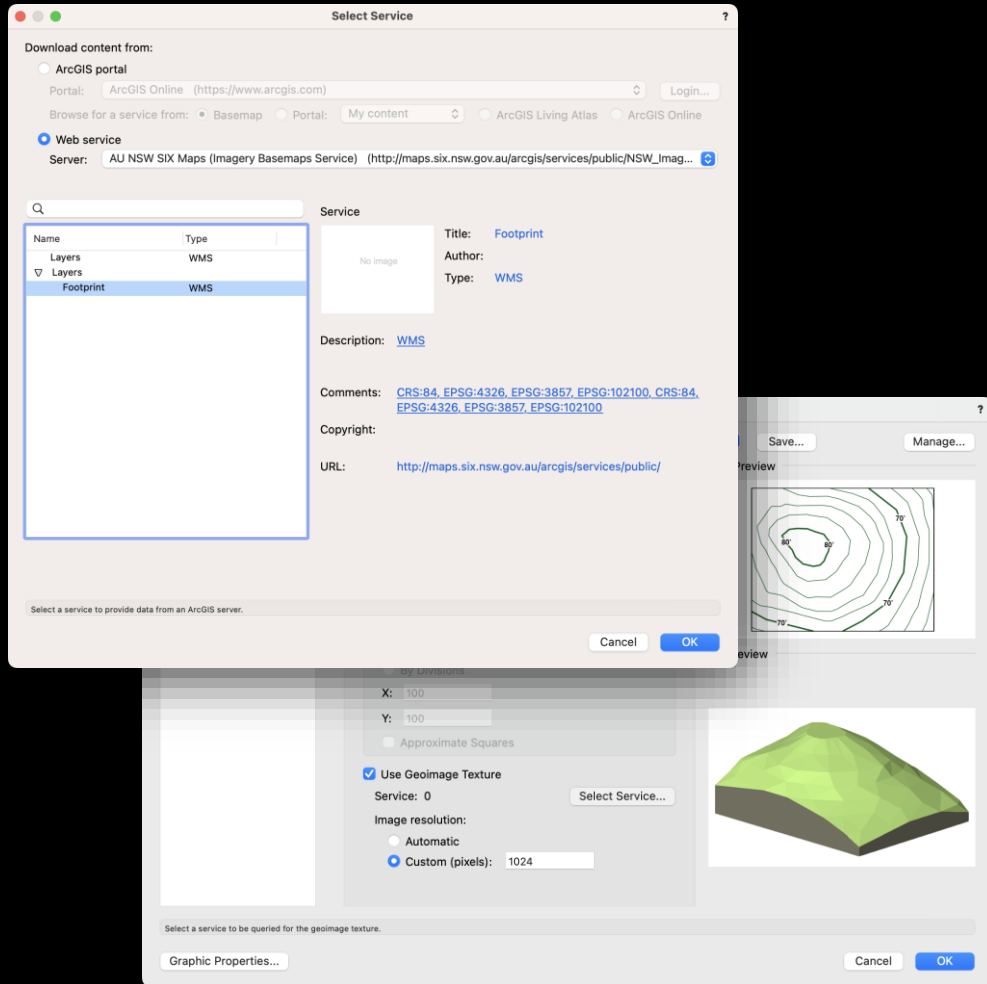 Select Service
?
Download content from:
ArcGIS portal
Portal: ArcGIS Online (https://www.arcgis.com) Login...
Browse for a service from: Basemap Portal: My content ArcGIS Living Atlas ArcGIS Online
Web service
Server: AU NSW SIX Maps (Imagery Basemaps Service) (http://maps.six.nsw.gov.au/arcgis/services/public/NSW_Imag...
Service
Name Type
Layers WMS
Layers
Footprint WMS
No image
Title: Footprint
Author:
Type: WMS
Description: WMS
Comments: CRS:84, EPSG:4326, EPSG:3857, EPSG:102100, CRS:84,
EPSG:4326, EPSG:3857, EPSG:102100
Copyright:
URL: http://maps.six.nsw.gov.au/arcgis/services/public/
Select a service to provide data from an ArcGIS server.
Cancel OK
?
Save... Manage...
Preview
70'
80' 80'
70'
70'
eview
By Divisions
X: 100
Y: 100
Approximate Squares
Use Geoimage Texture
Service: 0 Select Service...
Image resolution:
Automatic
Custom (pixels): 1024
Select a service to be queried for the geoimage texture.
Graphic Properties... Cancel OK